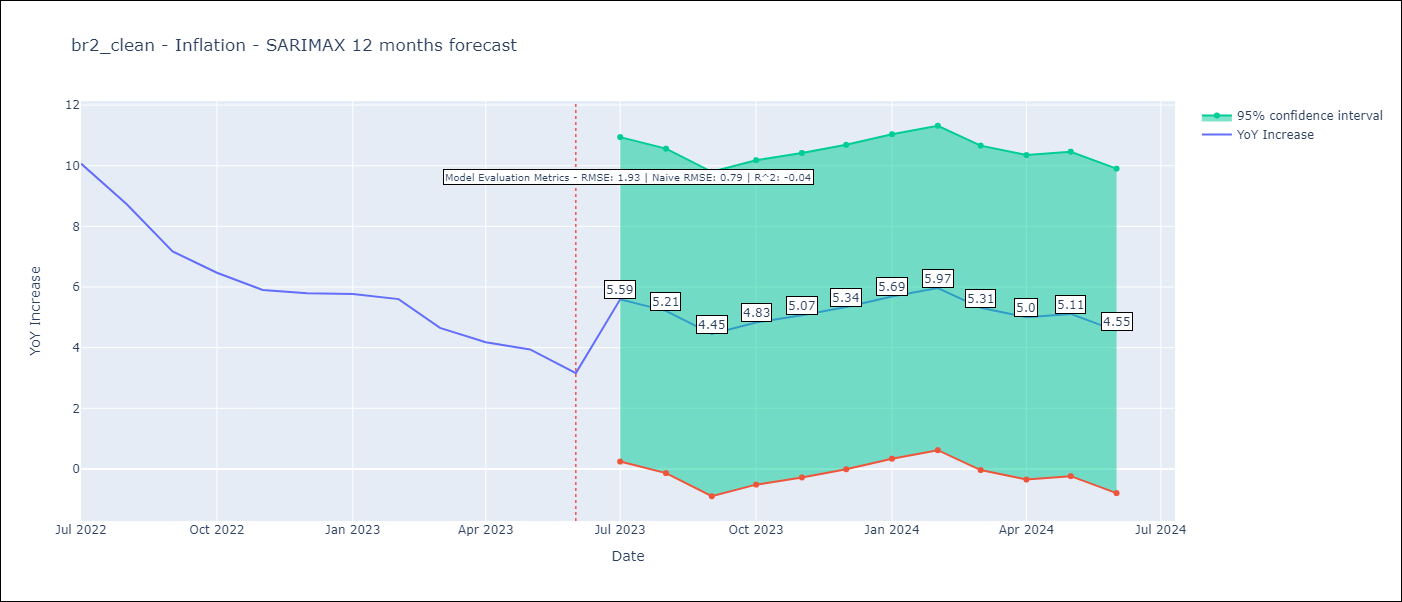 br2_clean - Inflation - SARIMAX 12 months forecast
95% confidence interval
YoY Increase
Model Evaluation Metrics - RMSE: 1.93 | Naive RMSE: 0.79 | R^2: -0.04
YoY Increase
12
10
8
6
4
2
0
5.59
5.21
4.45
4.83
5.07
5.34
5.69
5.97
5.31
5.0
5.11
4.55
Jul 2022
Oct 2022
Jan 2023
Apr 2023
Jul 2023
Oct 2023
Jan 2024
Apr 2024
Jul 2024
Date